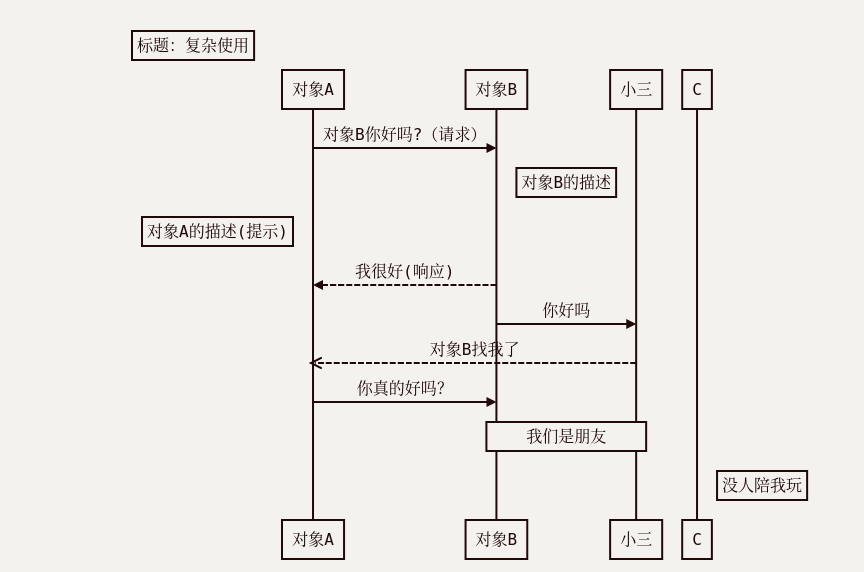 标题：复杂使用
对象A
对象B
小三
C
对象B你好吗?（请求）
对象B的描述
对象A的描述(提示)
我很好(响应)
你好吗
对象B找我了
你真的好吗？
我们是朋友
没人陪我玩
对象A
对象B
小三
C